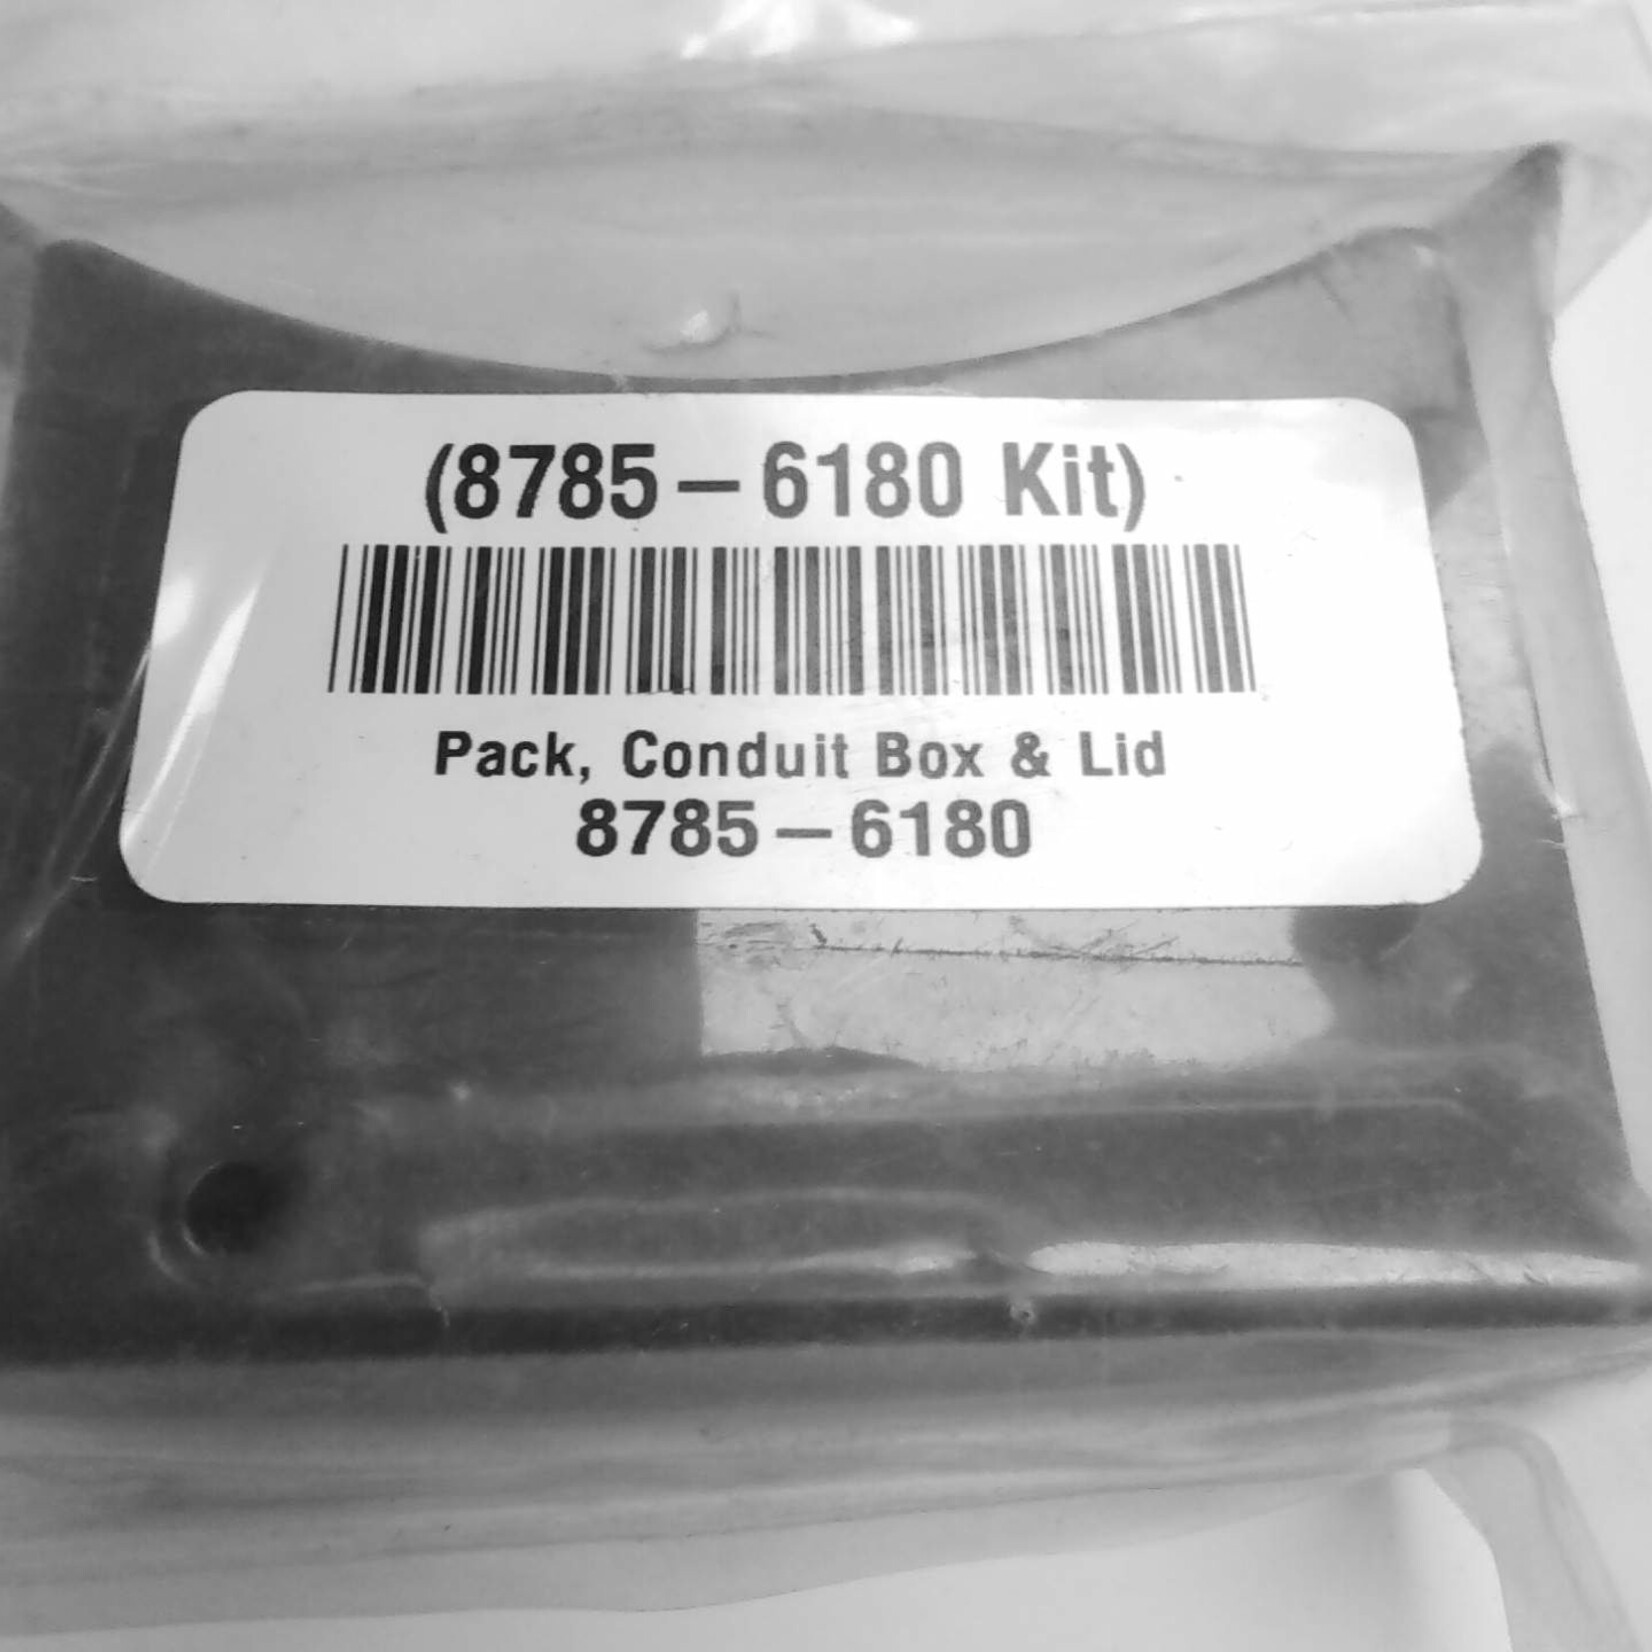 (8785-6180 Kit)
Pack, Conduit Box & Lid
8785-6180